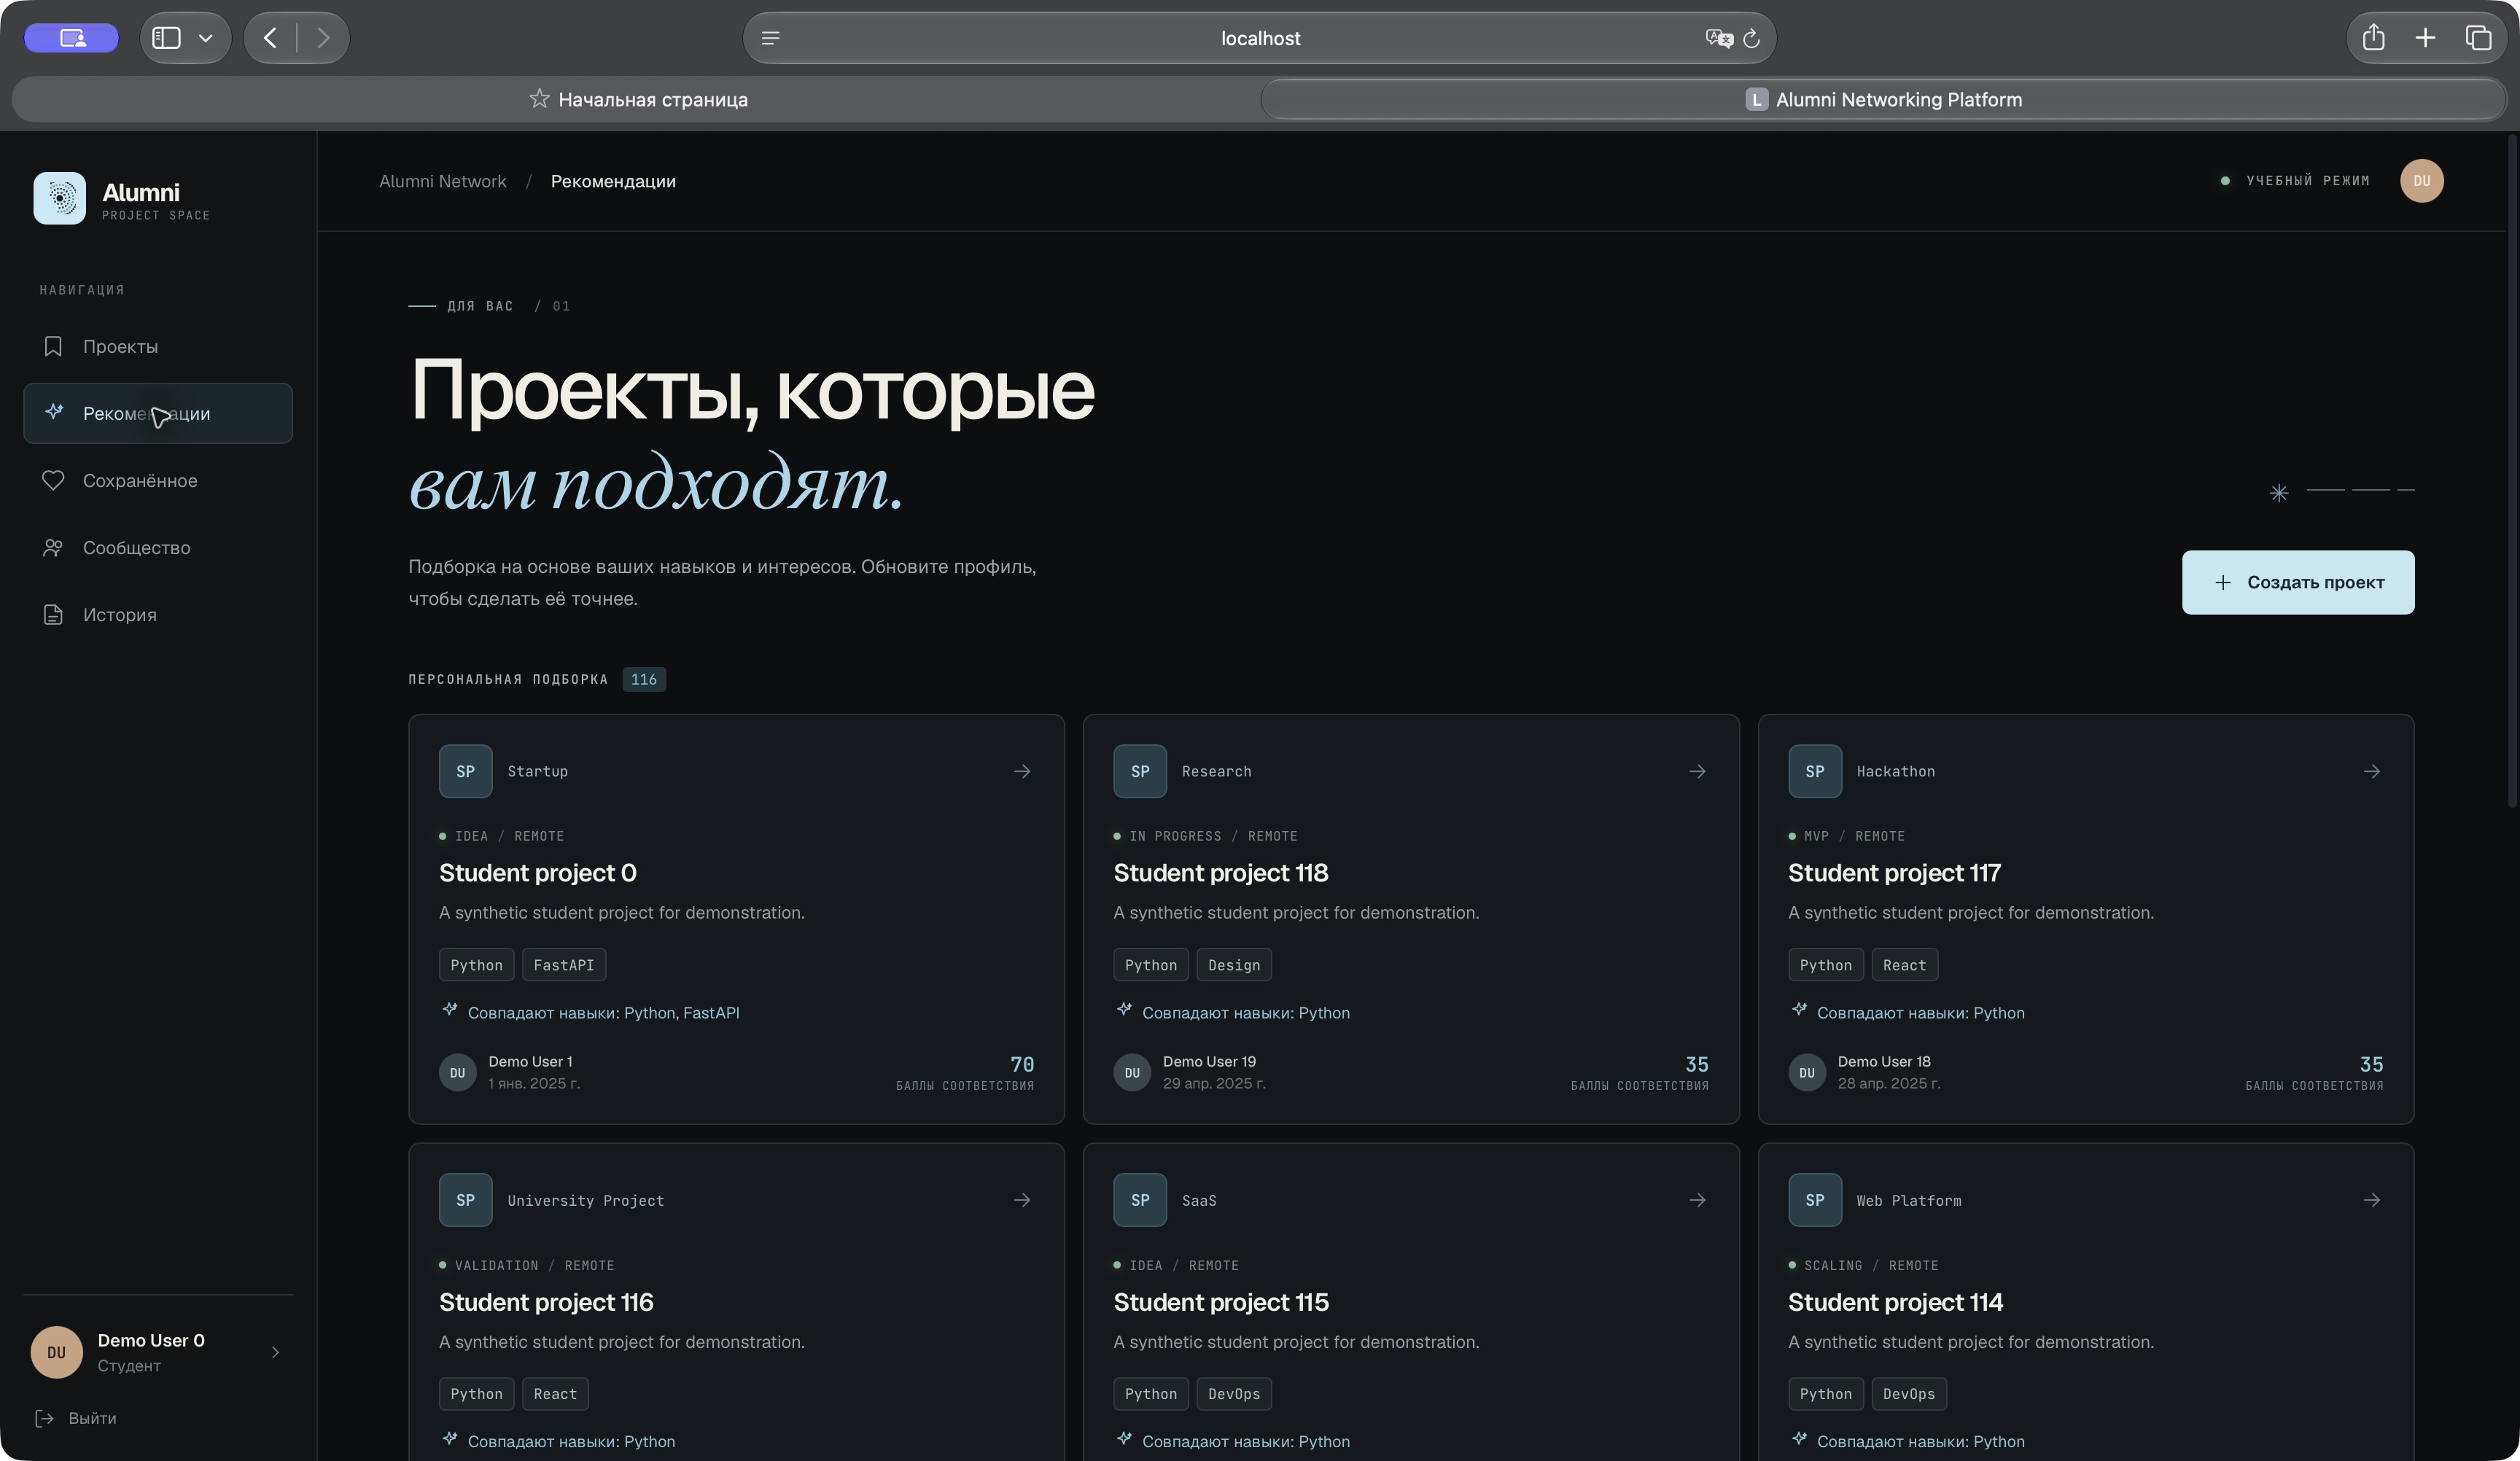 localhost
Начальная страница
L Alumni Networking Platform
Alumni
PROJECT SPACE
НАВИГАЦИЯ
Проекты
Рекомендации
Сохранённое
Сообщество
История
Demo User 0
DU
Студент
Выйти
Alumni Network / Рекомендации
УЧЕБНЫЙ РЕЖИМ
DU
ДЛЯ ВАС / 01
Проекты, которые
вам подходят.
Подборка на основе ваших навыков и интересов. Обновите профиль,
чтобы сделать её точнее.
Создать проект
ПЕРСОНАЛЬНАЯ ПОДБОРКА 116
SP Startup
IDEA / REMOTE
Student project 0
A synthetic student project for demonstration.
Python FastAPI
Совпадают навыки: Python, FastAPI
DU
Demo User 1
1 янв. 2025 г.
70
БАЛЛЫ СООТВЕТСТВИЯ
SP Research
IN PROGRESS / REMOTE
Student project 118
A synthetic student project for demonstration.
Python Design
Совпадают навыки: Python
DU
Demo User 19
29 апр. 2025 г.
35
БАЛЛЫ СООТВЕТСТВИЯ
SP Hackathon
MVP / REMOTE
Student project 117
A synthetic student project for demonstration.
Python React
Совпадают навыки: Python
DU
Demo User 18
28 апр. 2025 г.
35
БАЛЛЫ СООТВЕТСТВИЯ
SP University Project
VALIDATION / REMOTE
Student project 116
A synthetic student project for demonstration.
Python React
Совпадают навыки: Python
SP SaaS
IDEA / REMOTE
Student project 115
A synthetic student project for demonstration.
Python DevOps
Совпадают навыки: Python
SP Web Platform
SCALING / REMOTE
Student project 114
A synthetic student project for demonstration.
Python DevOps
Совпадают навыки: Python